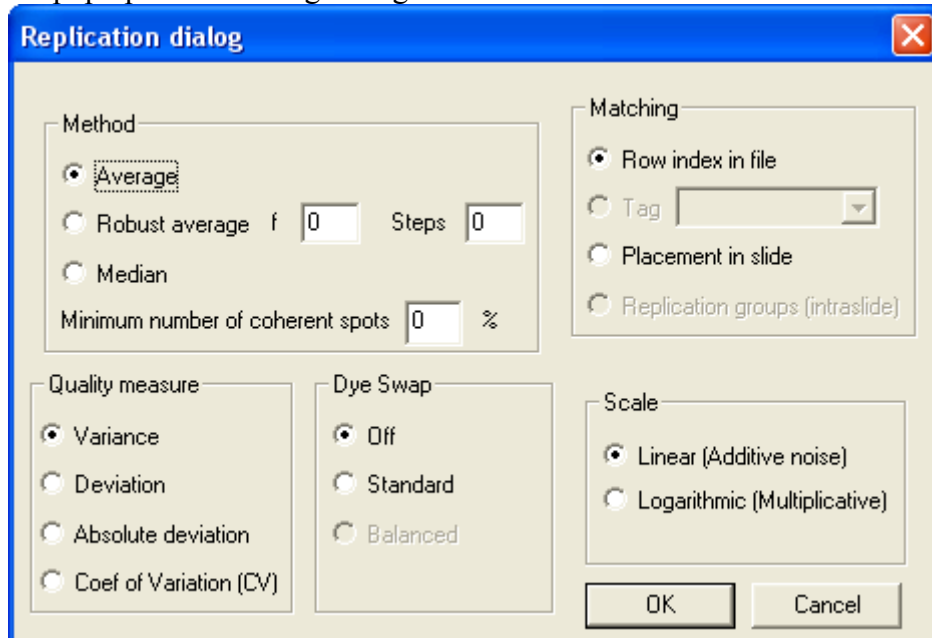 Replication dialog
Method
Average
Robust average f 0 Steps 0
Median
Minimum number of coherent spots 0 %
Matching
Row index in file
Tag
Placement in slide
Replication groups (intraslide)
Quality measure
Variance
Deviation
Absolute deviation
Coef of Variation (CV)
Dye Swap
Off
Standard
Balanced
Scale
Linear (Additive noise)
Logarithmic (Multiplicative)
OK Cancel